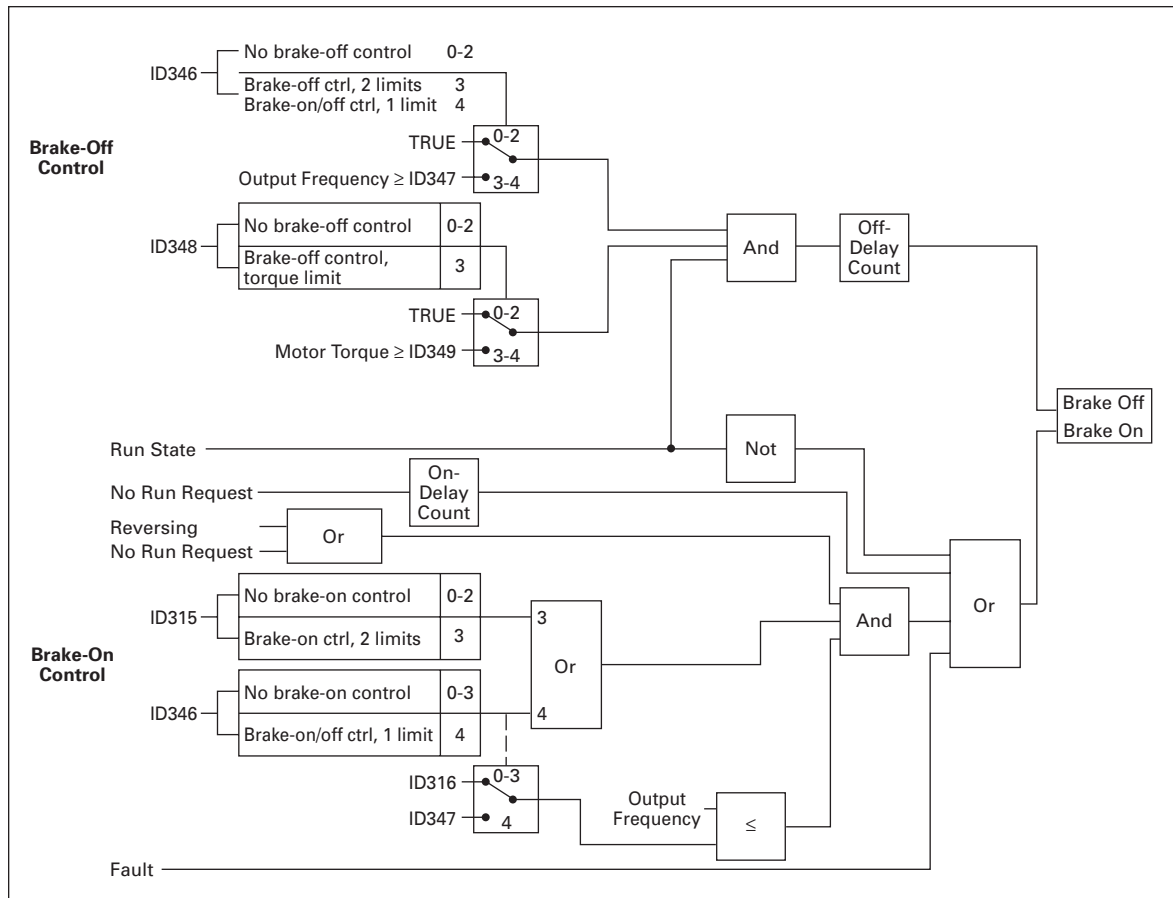 No brake-off control 0-2
ID346
Brake-off ctrl, 2 limits 3
Brake-on/off ctrl, 1 limit 4
Brake-Off
Control
TRUE
0-2
Output Frequency ≥ ID347
3-4
ID348
No brake-off control 0-2
Brake-off control,
torque limit
3
TRUE
0-2
Motor Torque ≥ ID349
3-4
And
Off-
Delay
Count
Brake Off
Brake On
Run State
Not
No Run Request
On-
Delay
Count
Reversing
No Run Request
Or
ID315
No brake-on control 0-2
Brake-on ctrl, 2 limits 3
Brake-On
Control
ID346
No brake-on control 0-3
Brake-on/off ctrl, 1 limit 4
3
Or
4
And
Or
ID316
0-3
ID347
4
Output
Frequency
≤
Fault